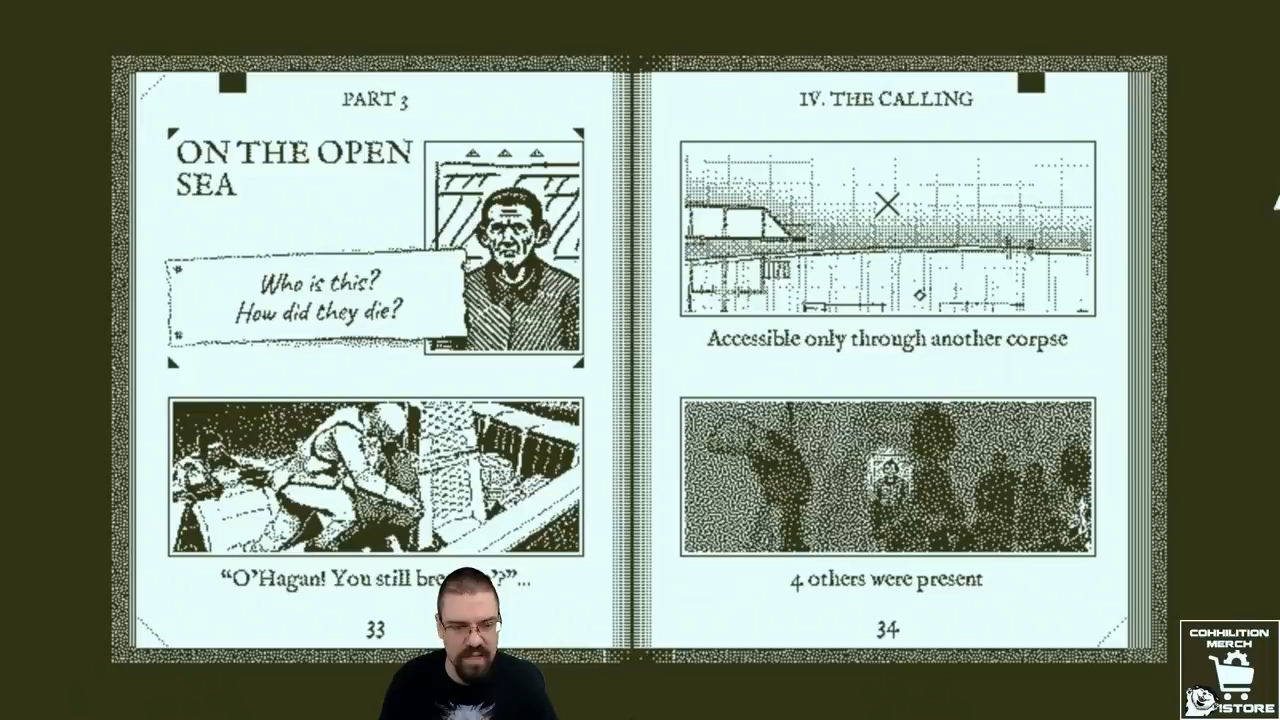 PART 3
ON THE OPEN
SEA
Who is this?
How did they die?
"O'Hagan! You still
33
IV. THE CALLING
Accessible only through another corpse
4 others were present
34
COHHILITION
MERCH
STORE